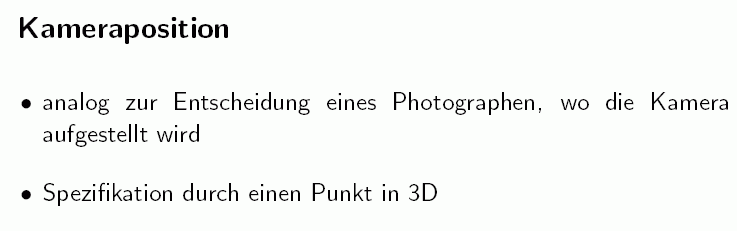 Kameraposition
• analog zur Entscheidung eines Photographen, wo die Kamera
aufgestellt wird
• Spezifikation durch einen Punkt in 3D